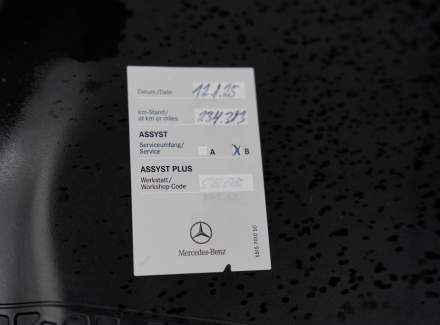 Datum/Date 12.1.25
km-Stand/
at km or miles 234.313
ASSYST
Serviceumfang/
Service A X B
ASSYST PLUS
Werkstatt/
Workshop-Code
Mercedes-Benz